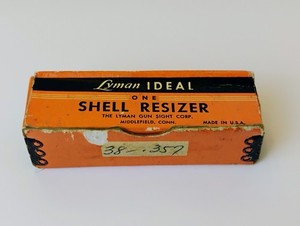 Lyman IDEAL
ONE
SHELL RESIZER
THE LYMAN GUN SIGHT CORP.
MIDDLEFIELD, CONN. MADE IN U.S.A.
38-.357